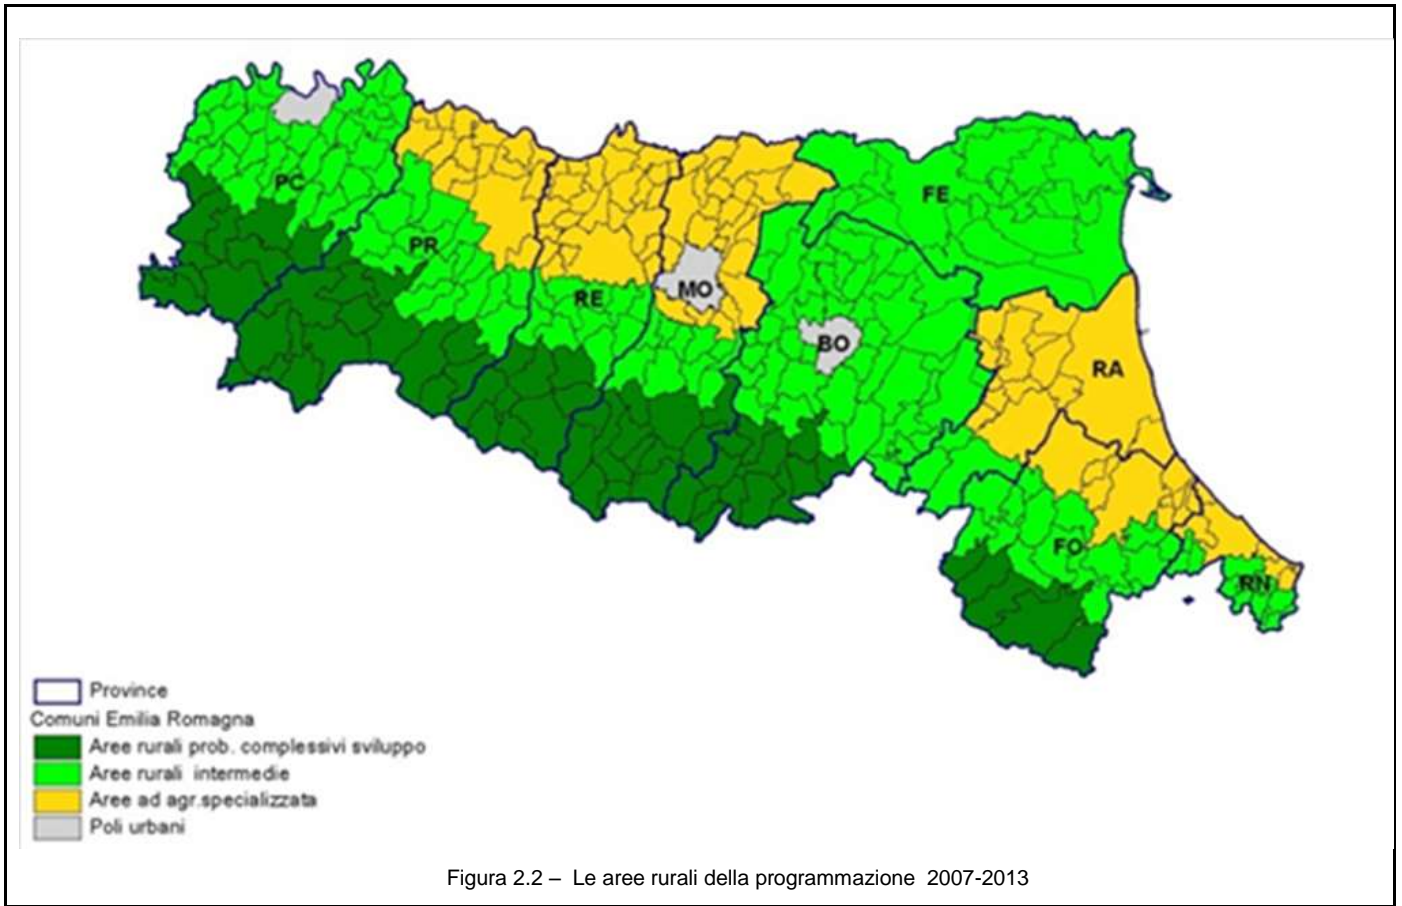 PC
PR
RE
MO
BO
FE
RA
FO
RN
Province
Comuni Emilia Romagna
Aree rurali prob. complessivi sviluppo
Aree rurali intermedie
Aree ad agr.specializzata
Poli urbani
Figura 2.2 – Le aree rurali della programmazione 2007-2013